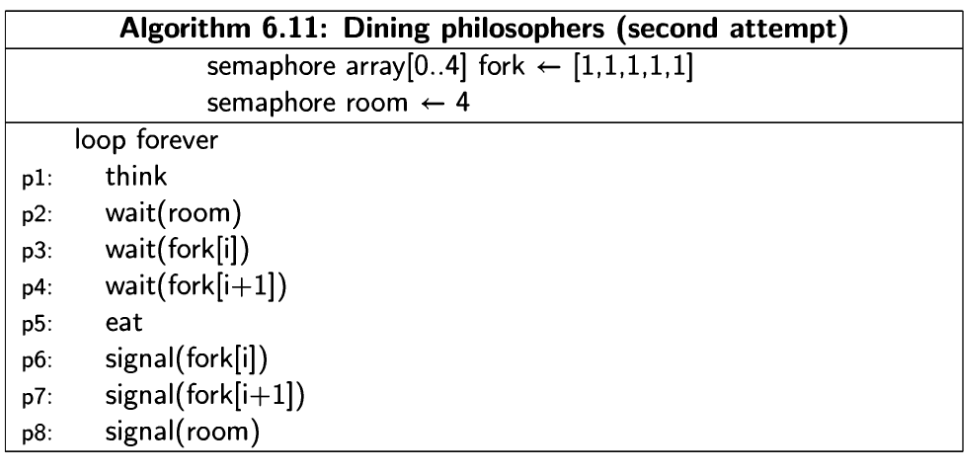 Algorithm 6.11: Dining philosophers (second attempt)
semaphore array[0..4] fork ← [1,1,1,1,1]
semaphore room ← 4
loop forever
p1: think
p2: wait(room)
p3: wait(fork[i])
p4: wait(fork[i+1])
p5: eat
p6: signal(fork[i])
p7: signal(fork[i+1])
p8: signal(room)